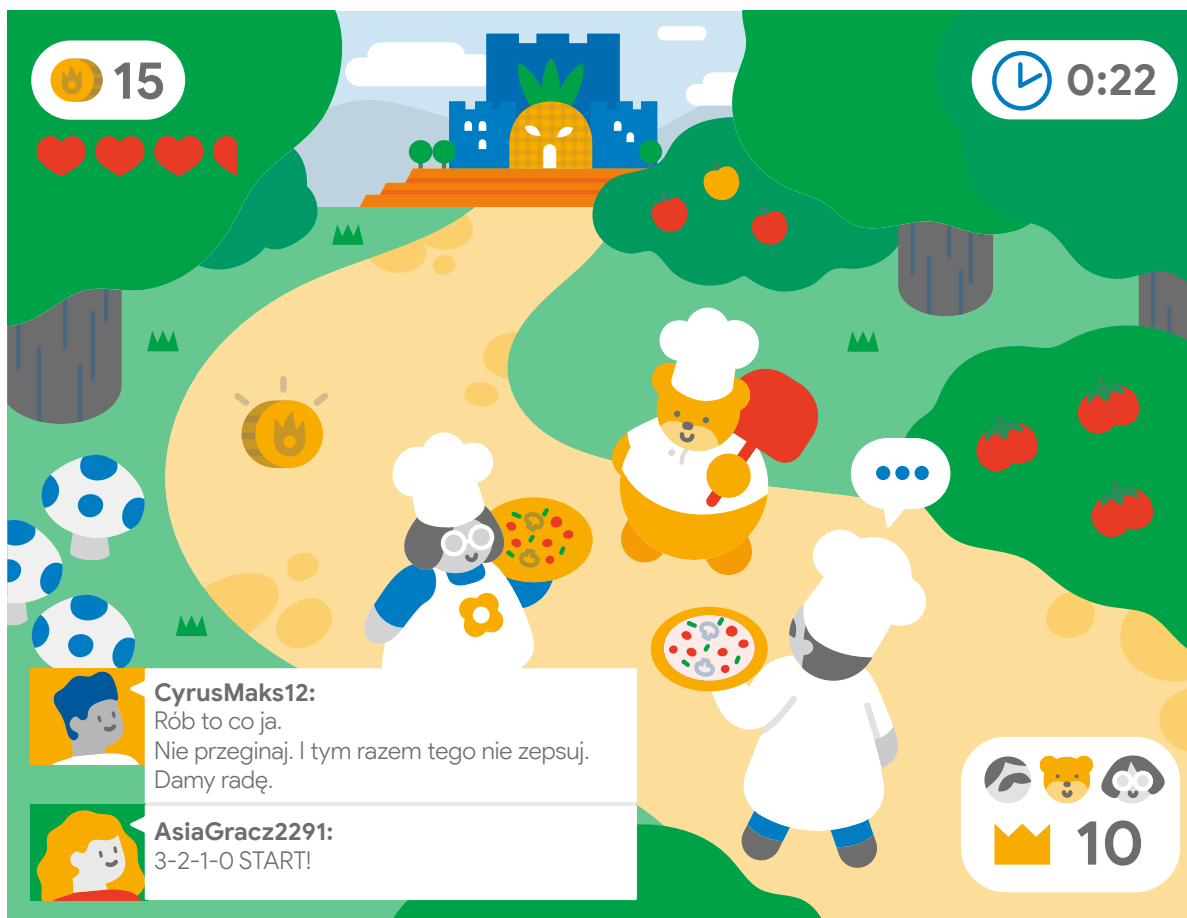 15
0:22
CyrusMaks12:
Rób to co ja.
Nie przeginaj. I tym razem tego nie zepsuj.
Damy radę.
AsiaGracz2291:
3-2-1-0 START!
10